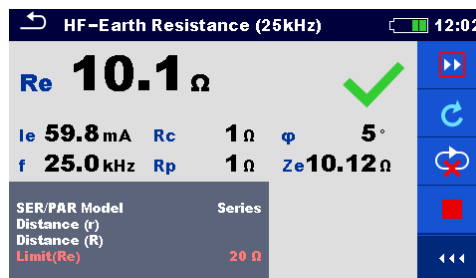 HF-Earth Resistance (25kHz) 12:02
Re 10.1 Ω
Ie 59.8 mA Rc 1 Ω φ 5°
f 25.0 kHz Rp 1 Ω Ze 10.12 Ω
SER/PAR Model Series
Distance (r)
Distance (R)
Limit(Re) 20 Ω